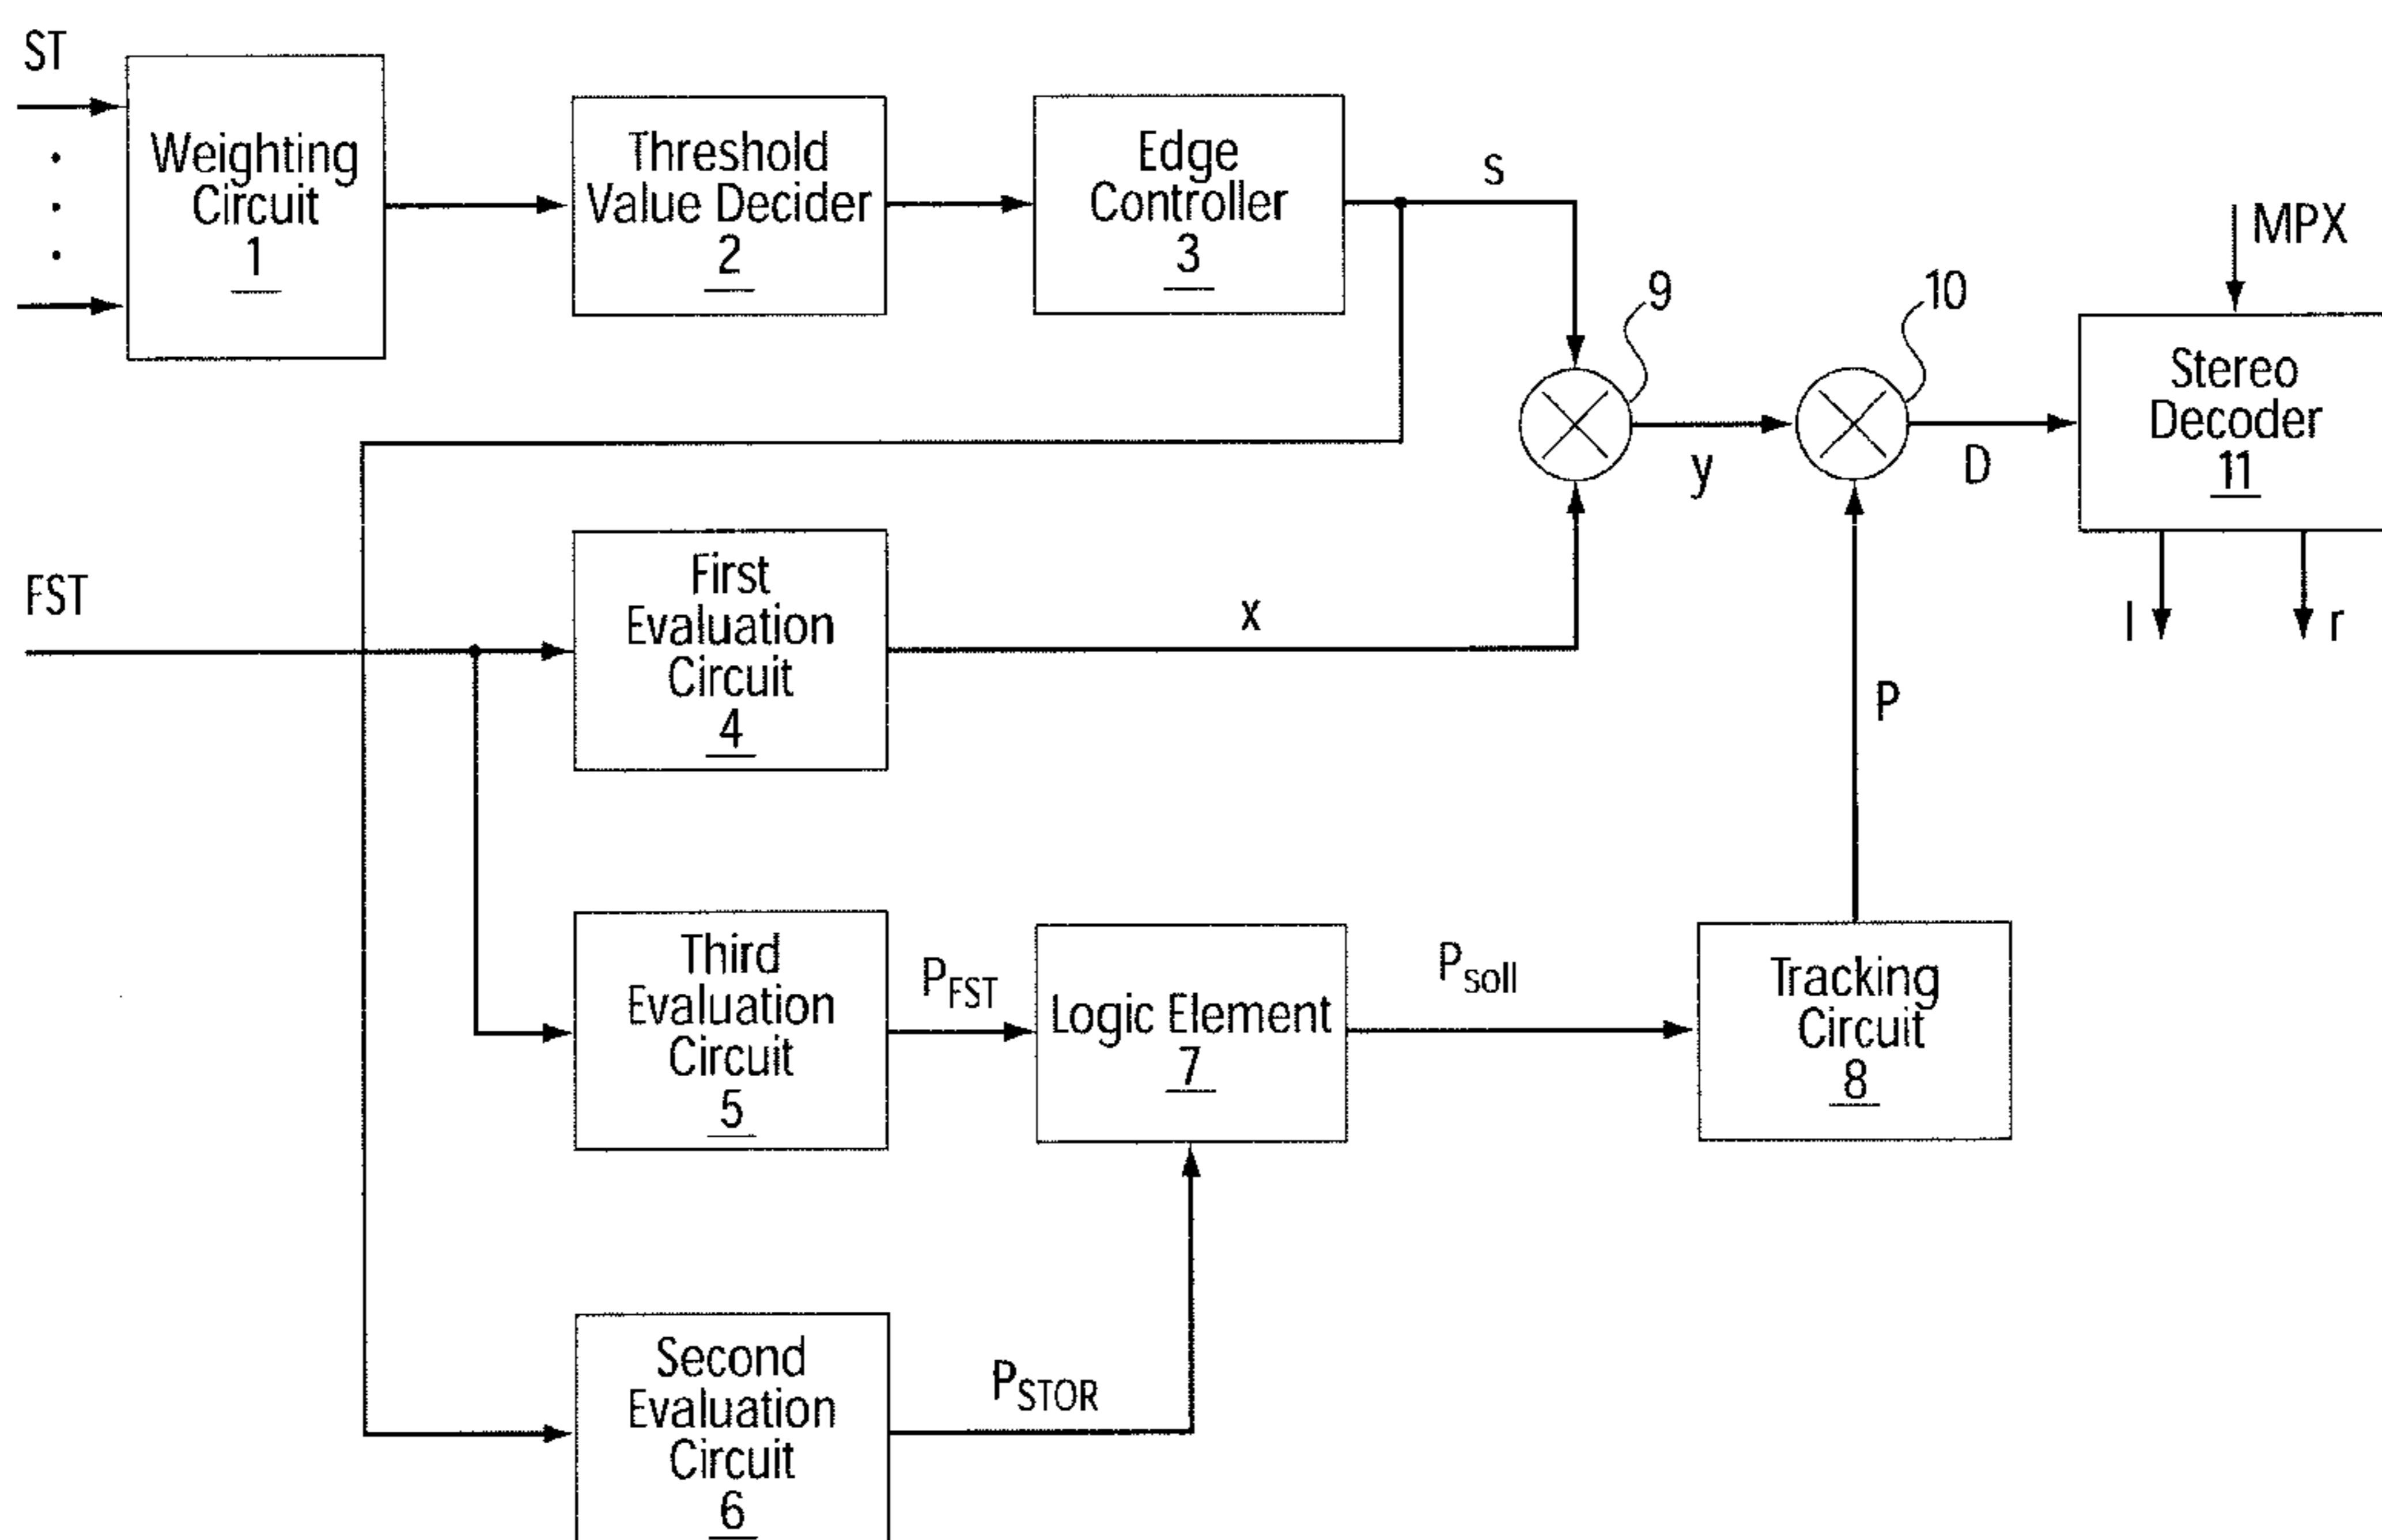 ST
Weighting
Circuit
1
Threshold
Value Decider
2
Edge
Controller
3
s
MPX
9
10
Stereo
Decoder
11
y
D
l
r
FST
First
Evaluation
Circuit
4
x
P
Third
Evaluation
Circuit
5
PFST
Logic Element
7
Psoll
Tracking
Circuit
8
Second
Evaluation
Circuit
6
PSTOR